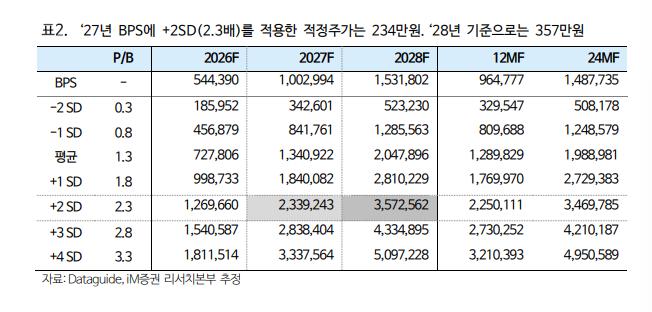 표2. ‘27년 BPS에 +2SD(2.3배)를 적용한 적정주가는 234만원. ‘28년 기준으로는 357만원
P/B 2026F 2027F 2028F 12MF 24MF
BPS – 544,390 1,002,994 1,531,802 964,777 1,487,735
-2 SD 0.3 185,952 342,601 523,230 329,547 508,178
-1 SD 0.8 456,879 841,761 1,285,563 809,688 1,248,579
평균 1.3 727,806 1,340,922 2,047,896 1,289,829 1,988,981
+1 SD 1.8 998,733 1,840,082 2,810,229 1,769,970 2,729,383
+2 SD 2.3 1,269,660 2,339,243 3,572,562 2,250,111 3,469,785
+3 SD 2.8 1,540,587 2,838,404 4,334,895 2,730,252 4,210,187
+4 SD 3.3 1,811,514 3,337,564 5,097,228 3,210,393 4,950,589
자료: Dataguide, iM증권 리서치본부 추정